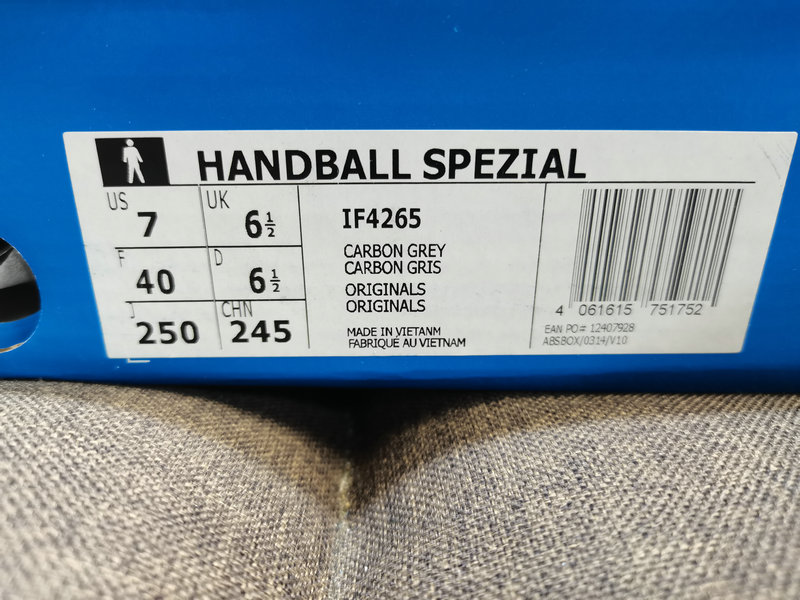 HANDBALL SPEZIAL
US 7 UK 6½
F 40 D 6½
J 250 CHN 245
IF4265
CARBON GREY
CARBON GRIS
ORIGINALS
ORIGINALS
MADE IN VIETANM
FABRIQUÉ AU VIETNAM
4 061615 751752
EAN PO# 12407928
ABSBOX/0314/V10